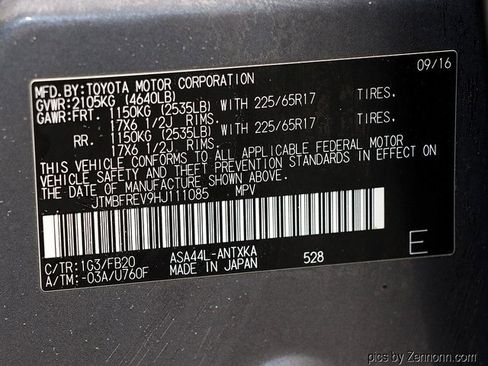 09/16
MFD.BY:TOYOTA MOTOR CORPORATION
GVWR:2105KG (4640LB)
GAWR:FRT. 1150KG (2535LB) WITH 225/65R17 TIRES,
17X6 1/2J RIMS.
RR. 1150KG (2535LB) WITH 225/65R17 TIRES,
17X6 1/2J RIMS.
THIS VEHICLE CONFORMS TO ALL APPLICABLE FEDERAL MOTOR
VEHICLE SAFETY AND THEFT PREVENTION STANDARDS IN EFFECT ON
THE DATE OF MANUFACTURE SHOWN ABOVE.
JTMBFREV9HJ111085 MPV
C/TR:1G3/FB20 ASA44L-ANTXKA
A/TM:-03A/U760F MADE IN JAPAN 528 E
pics by Zennonn.com